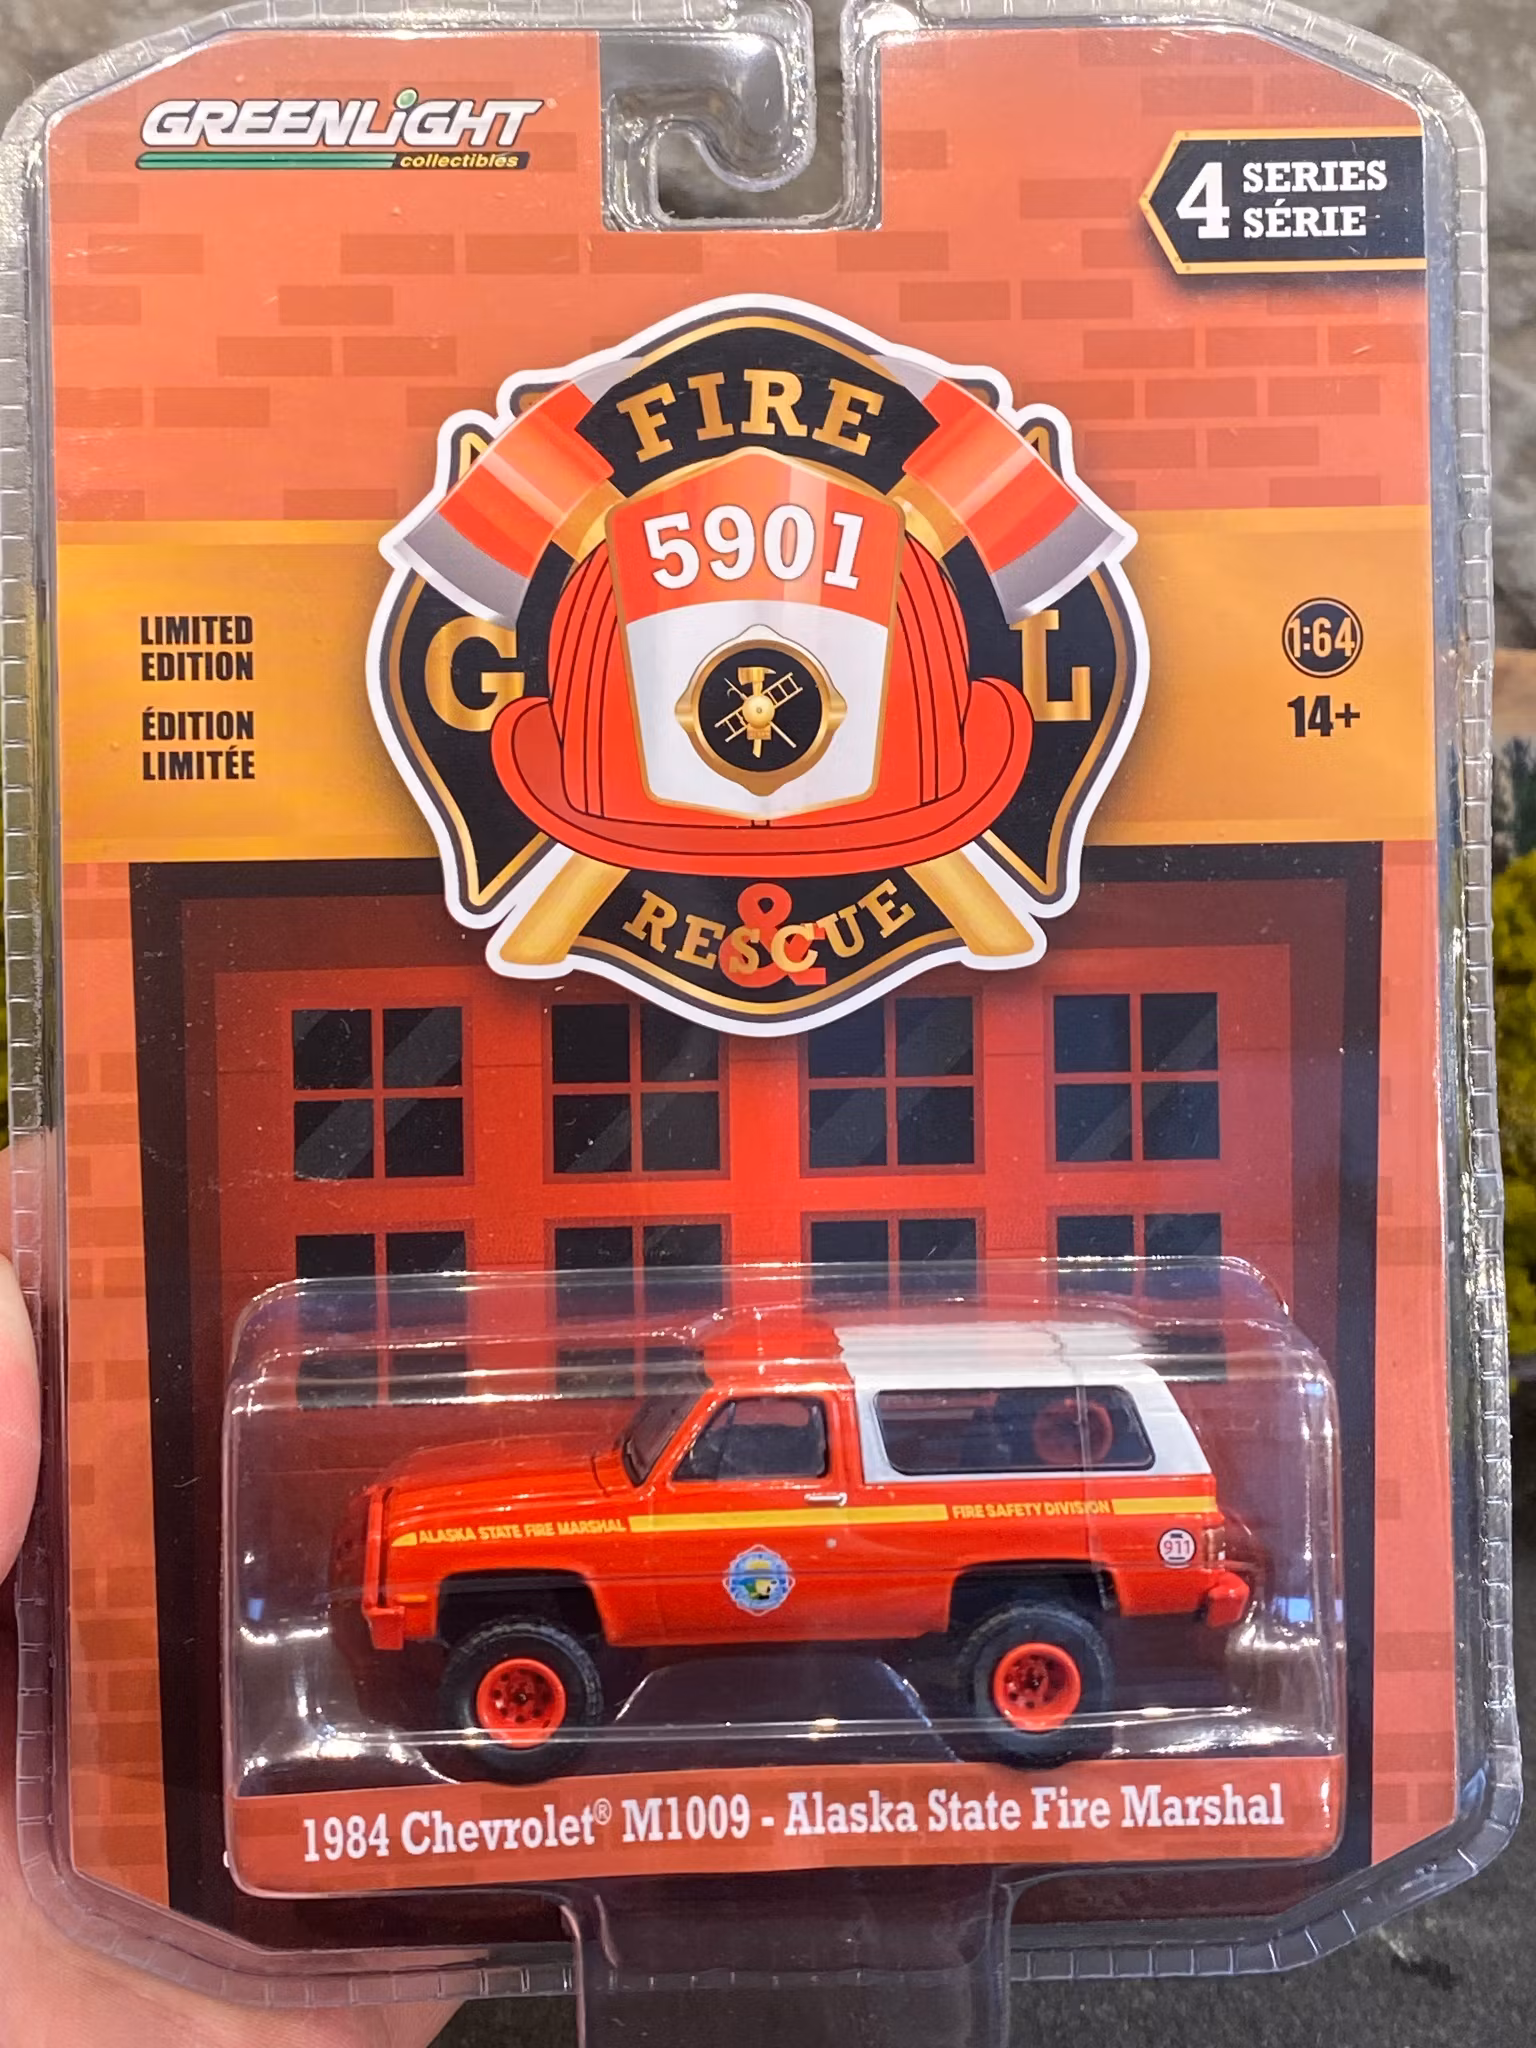 GREENLiGHT
collectibles
4 SERIES
SÉRIE
FIRE
5901
G L
LIMITED
EDITION
ÉDITION
LIMITÉE
1:64
14+
&
RESCUE
ALASKA STATE FIRE MARSHAL
FIRE SAFETY DIVISION
911
1984 Chevrolet® M1009 - Alaska State Fire Marshal